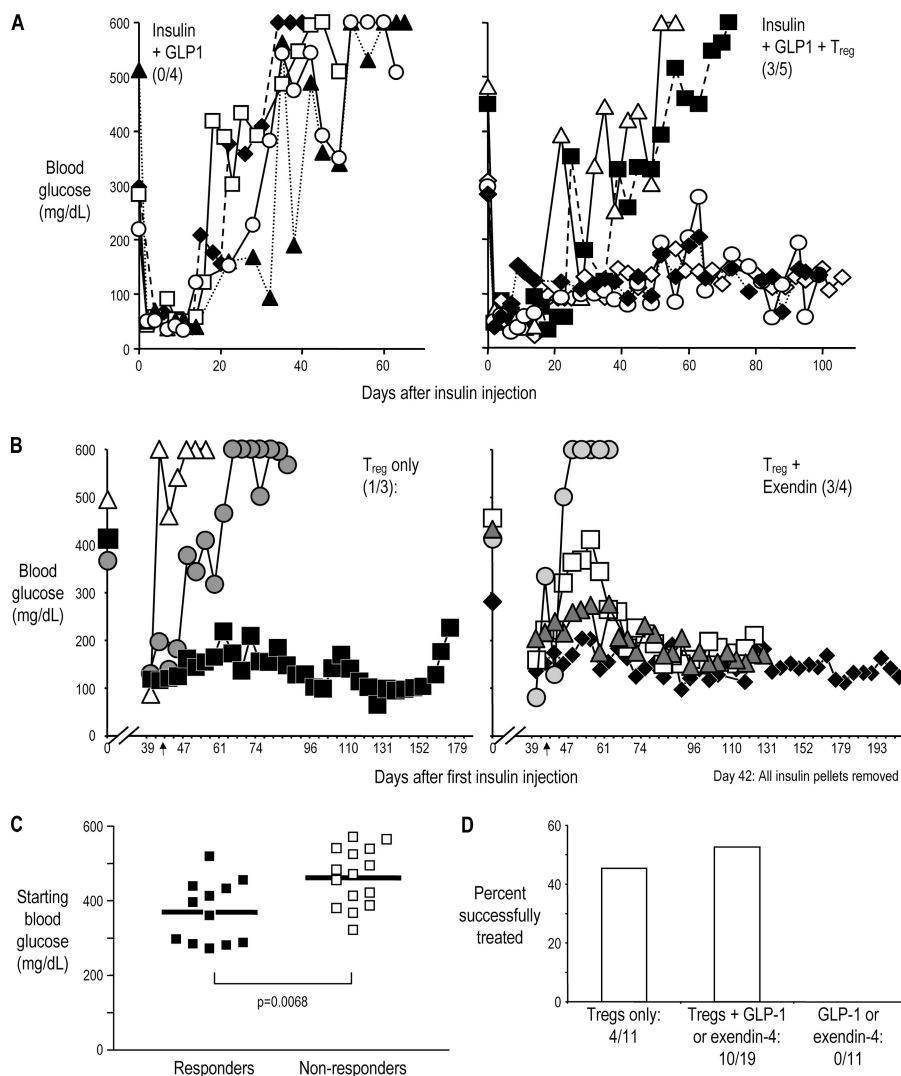 A
Insulin
+ GLP1
(0/4)
Insulin
+ GLP1 + Treg
(3/5)
600
500
400
300
200
100
0
Blood
glucose
(mg/dL)
0 20 40 60
0 20 40 60 80 100
Days after insulin injection
B
Treg only
(1/3):
Treg +
Exendin (3/4)
600
500
400
300
200
100
0
Blood
glucose
(mg/dL)
0 39 47 61 74 96 110 131 152 179
0 39 47 61 74 96 110 131 152 179 193
Days after first insulin injection
Day 42: All insulin pellets removed
C
600
400
200
0
Starting
blood
glucose
(mg/dL)
p=0.0068
Responders Non-responders
D
60
40
20
0
Percent
successfully
treated
Tregs only:
4/11
Tregs + GLP-1
or exendin-4:
10/19
GLP-1 or
exendin-4:
0/11